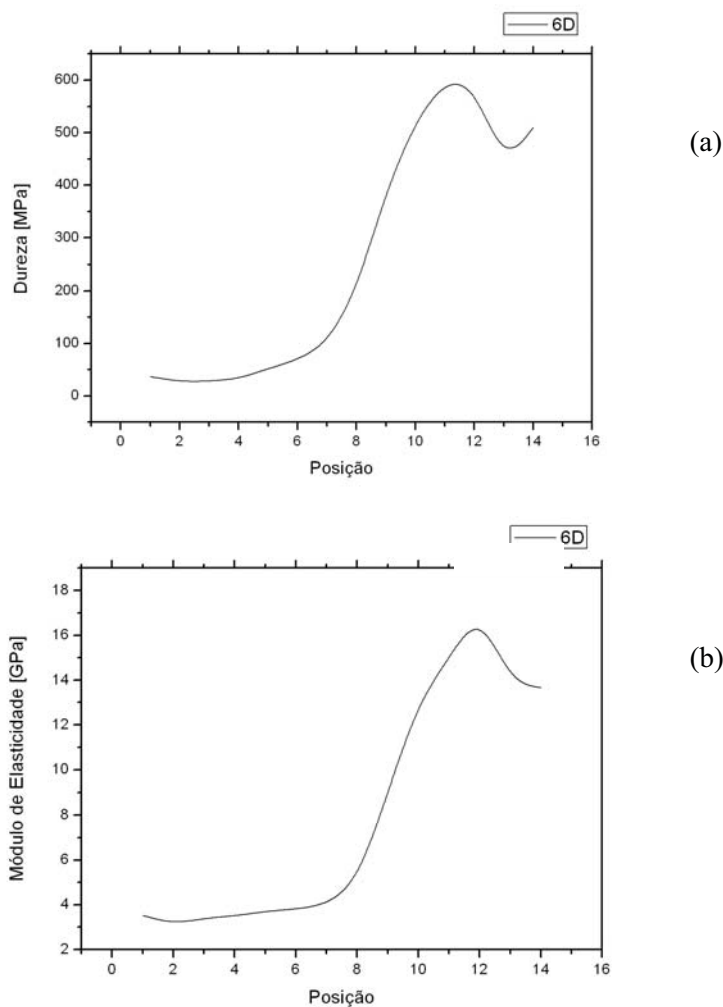 6D
600
500
400
300
200
100
0
Dureza [MPa]
0 2 4 6 8 10 12 14 16
Posição
(a)
6D
18
16
14
12
10
8
6
4
2
Módulo de Elasticidade [GPa]
0 2 4 6 8 10 12 14 16
Posição
(b)